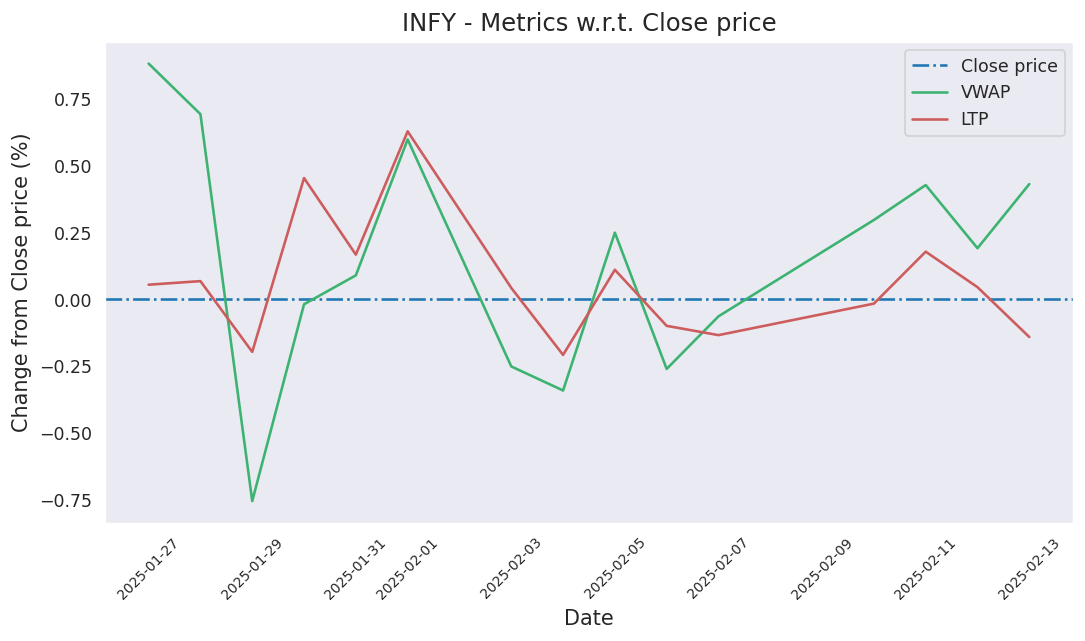 INFY - Metrics w.r.t. Close price
Close price
VWAP
LTP
Change from Close price (%)
0.75
0.50
0.25
0.00
−0.25
−0.50
−0.75
2025-01-27
2025-01-29
2025-01-31
2025-02-01
2025-02-03
2025-02-05
2025-02-07
2025-02-09
2025-02-11
2025-02-13
Date